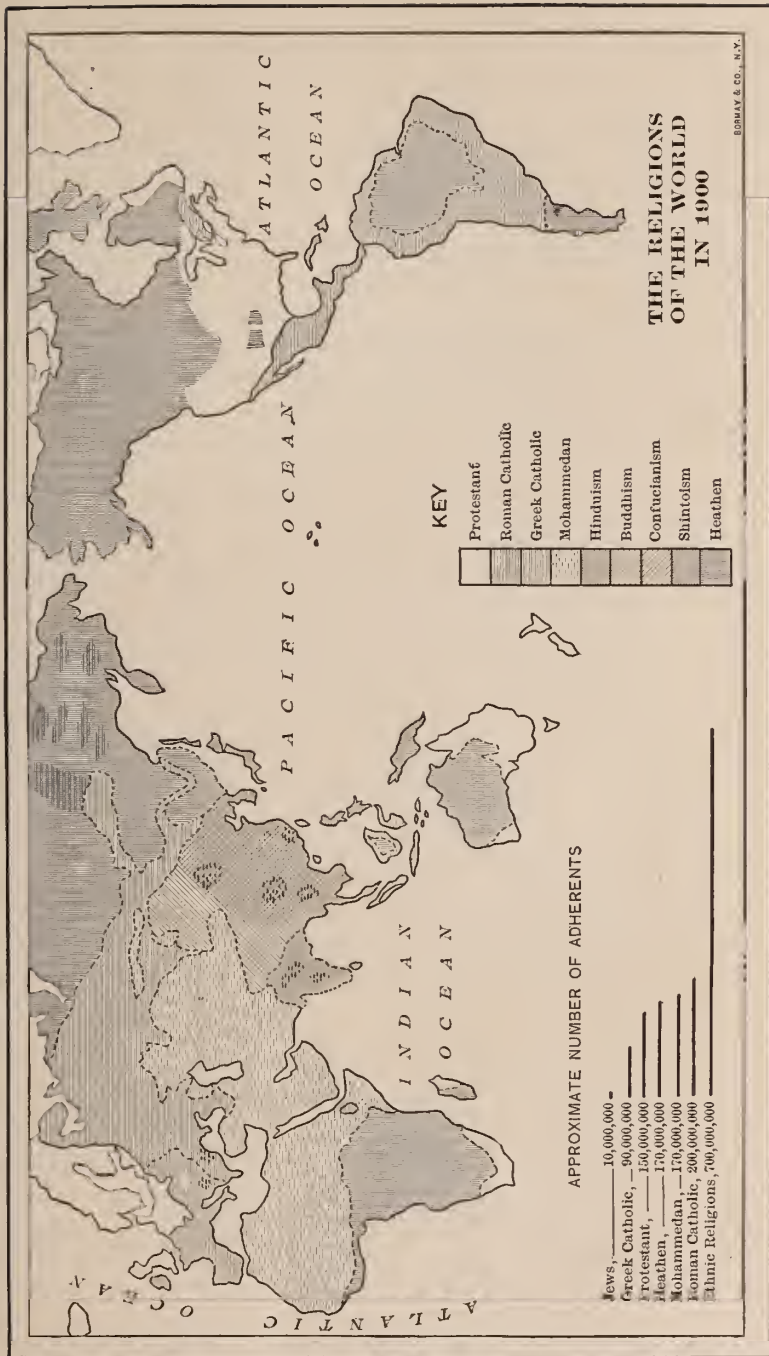 THE RELIGIONS
OF THE WORLD
IN 1900
ATLANTIC
OCEAN
PACIFIC OCEAN
INDIAN
OCEAN
ATLANTIC
OCEAN
KEY
Protestant
Roman Catholic
Greek Catholic
Mohammedan
Hinduism
Buddhism
Confucianism
Shintoism
Heathen
APPROXIMATE NUMBER OF ADHERENTS
Jews, 10,000,000
Greek Catholic, 90,000,000
Protestant, 150,000,000
Heathen, 170,000,000
Mohammedan, 170,000,000
Roman Catholic, 200,000,000
Ethnic Religions, 700,000,000
BORMAY & CO., N.Y.